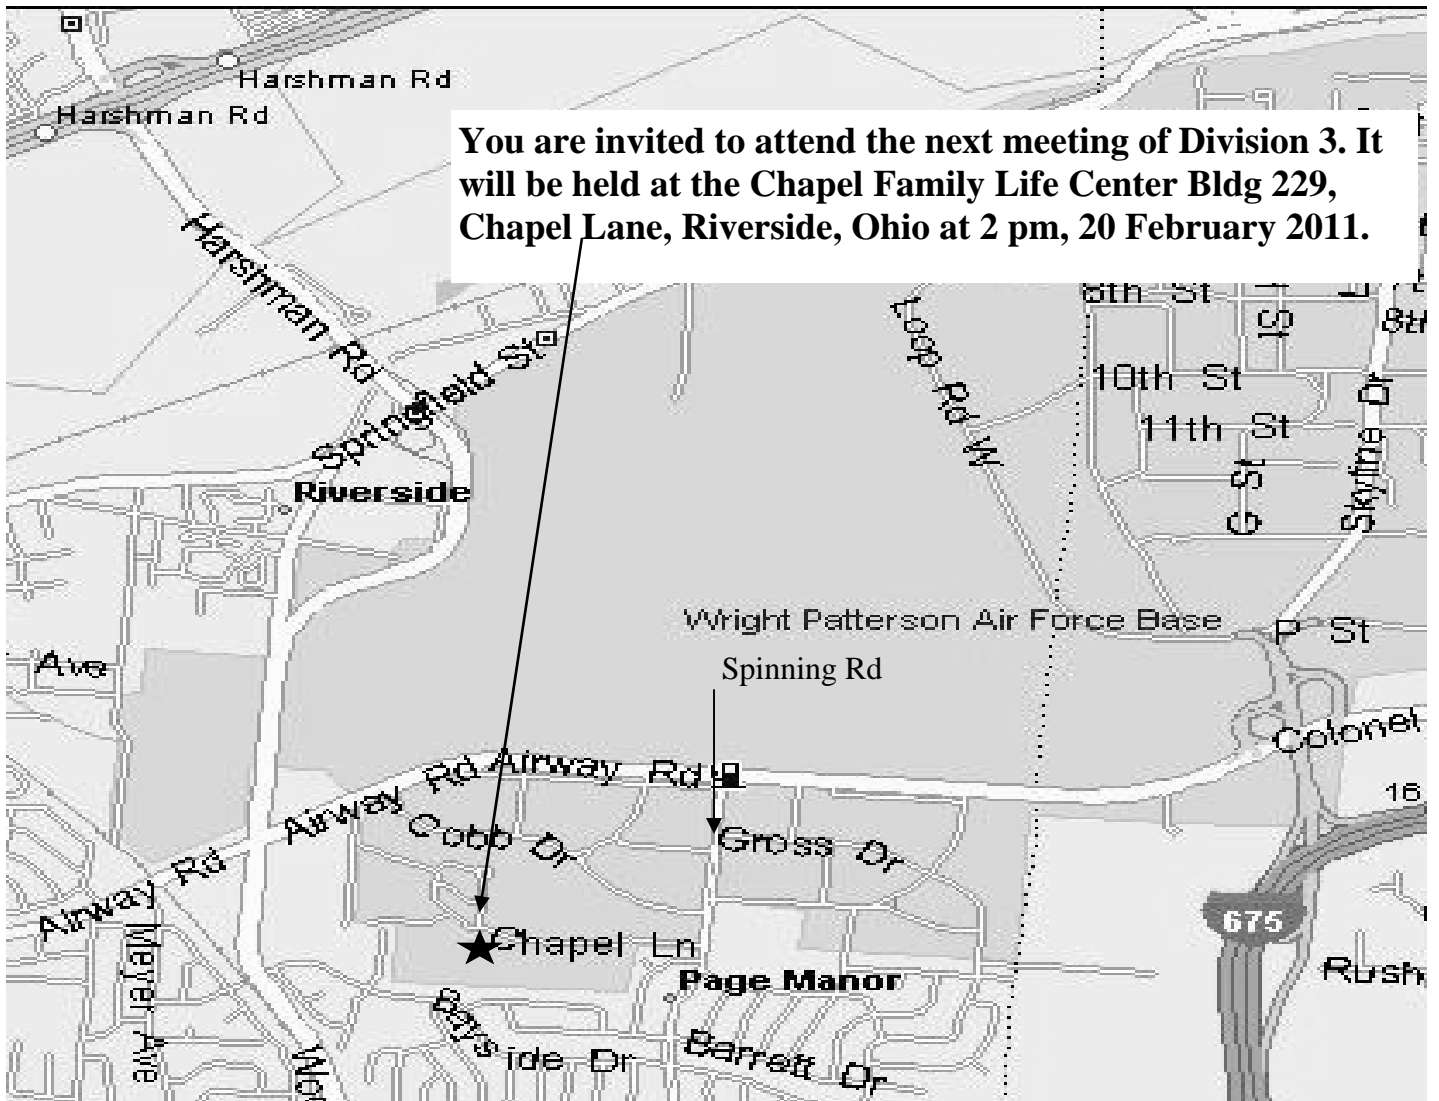 Harshman Rd
Harshman Rd
You are invited to attend the next meeting of Division 3. It
will be held at the Chapel Family Life Center Bldg 229,
Chapel Lane, Riverside, Ohio at 2 pm, 20 February 2011.
Harshman Rd
Springfield St
Loop Rd W
6th St
St
8th
10th St
11th St
G St
Skyline Dr
Riverside
Wright Patterson Air Force Base
P St
Ave
Spinning Rd
Colonel
Airway Rd
Airway Rd
Airway Rd
16
Cobb Dr
Gross Dr
675
Chapel Ln
Meyer Ave
Page Manor
Rush
Bayside Dr
Barrett Dr